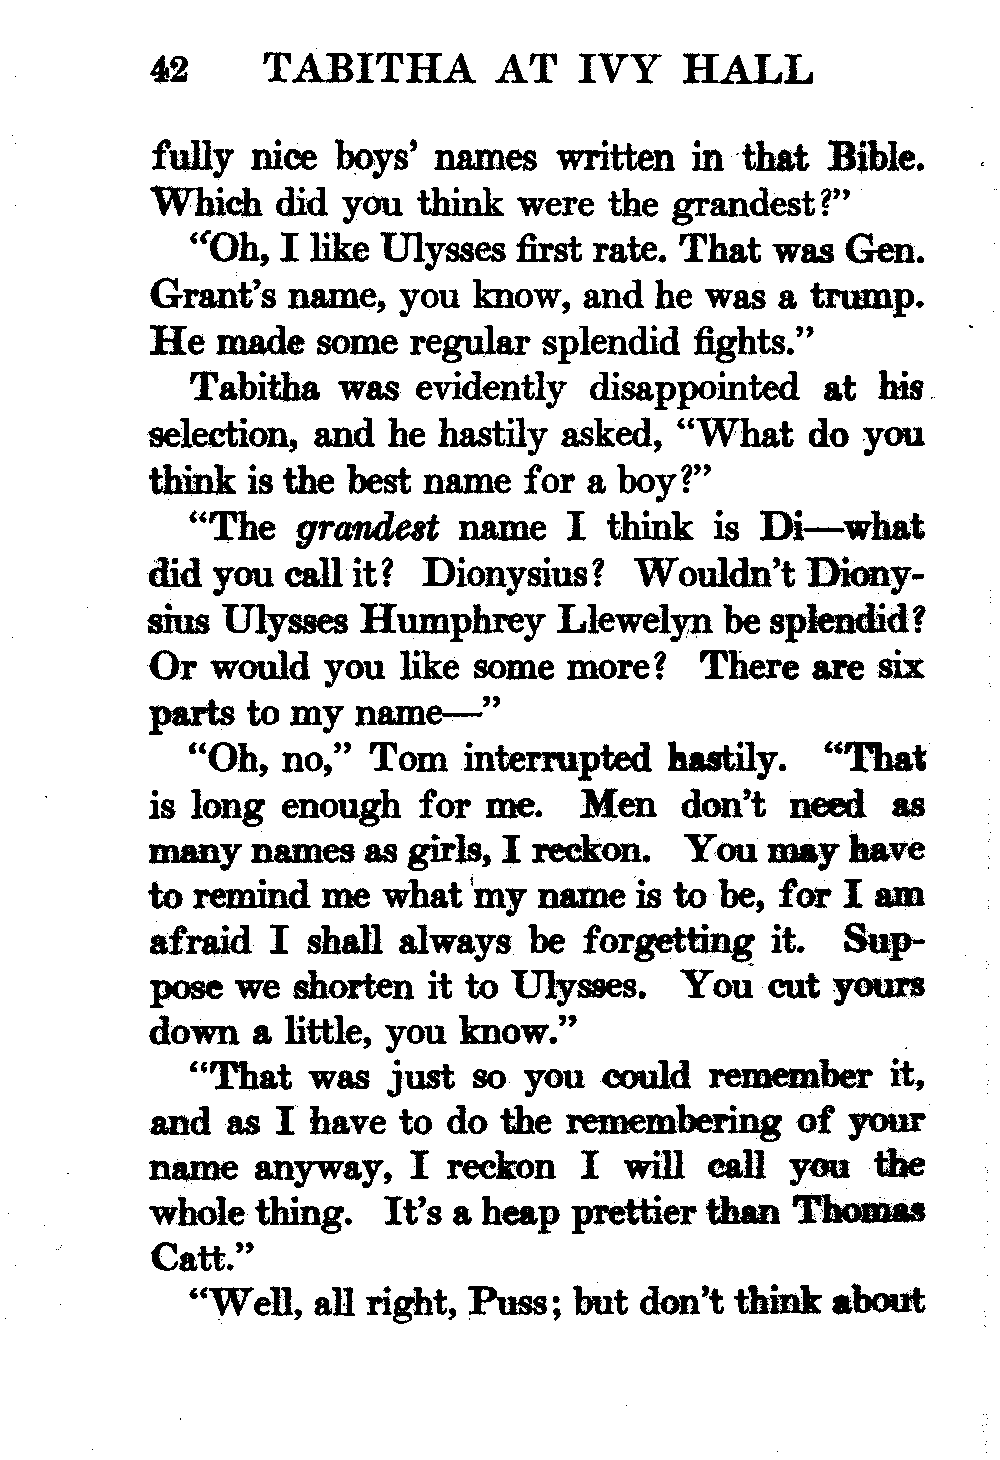 42 TABITHA AT IVY HALL
fully nice boys' names written in that Bible.
Which did you think were the grandest?"
"Oh, I like Ulysses first rate. That was Gen.
Grant's name, you know, and he was a trump.
He made some regular splendid fights."
Tabitha was evidently disappointed at his
selection, and he hastily asked, "What do you
think is the best name for a boy?"
"The grandest name I think is Di—what
did you call it? Dionysius? Wouldn't Diony-
sius Ulysses Humphrey Llewelyn be splendid?
Or would you like some more? There are six
parts to my name—"
"Oh, no," Tom interrupted hastily. "That
is long enough for me. Men don't need as
many names as girls, I reckon. You may have
to remind me what my name is to be, for I am
afraid I shall always be forgetting it. Sup-
pose we shorten it to Ulysses. You cut yours
down a little, you know."
"That was just so you could remember it,
and as I have to do the remembering of your
name anyway, I reckon I will call you the
whole thing. It's a heap prettier than Thomas
Catt."
"Well, all right, Puss; but don't think about